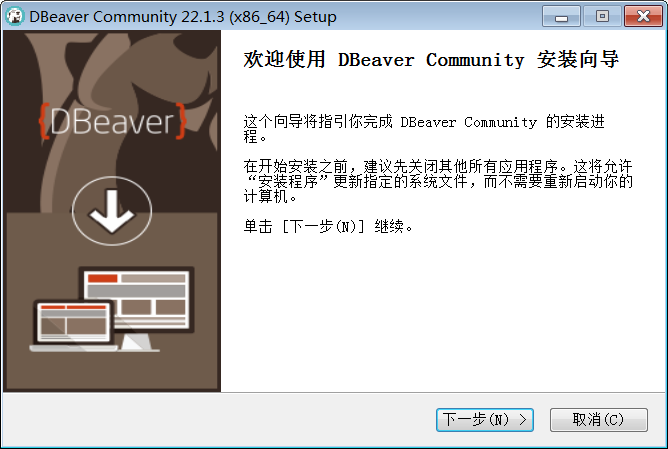 DBeaver Community 22.1.3 (x86_64) Setup
{DBeaver}
欢迎使用 DBeaver Community 安装向导
这个向导将指引你完成 DBeaver Community 的安装进
程。
在开始安装之前，建议先关闭其他所有应用程序。这将允许
“安装程序”更新指定的系统文件，而不需要重新启动你的
计算机。
单击 [下一步(N)] 继续。
下一步(N) >
取消(C)